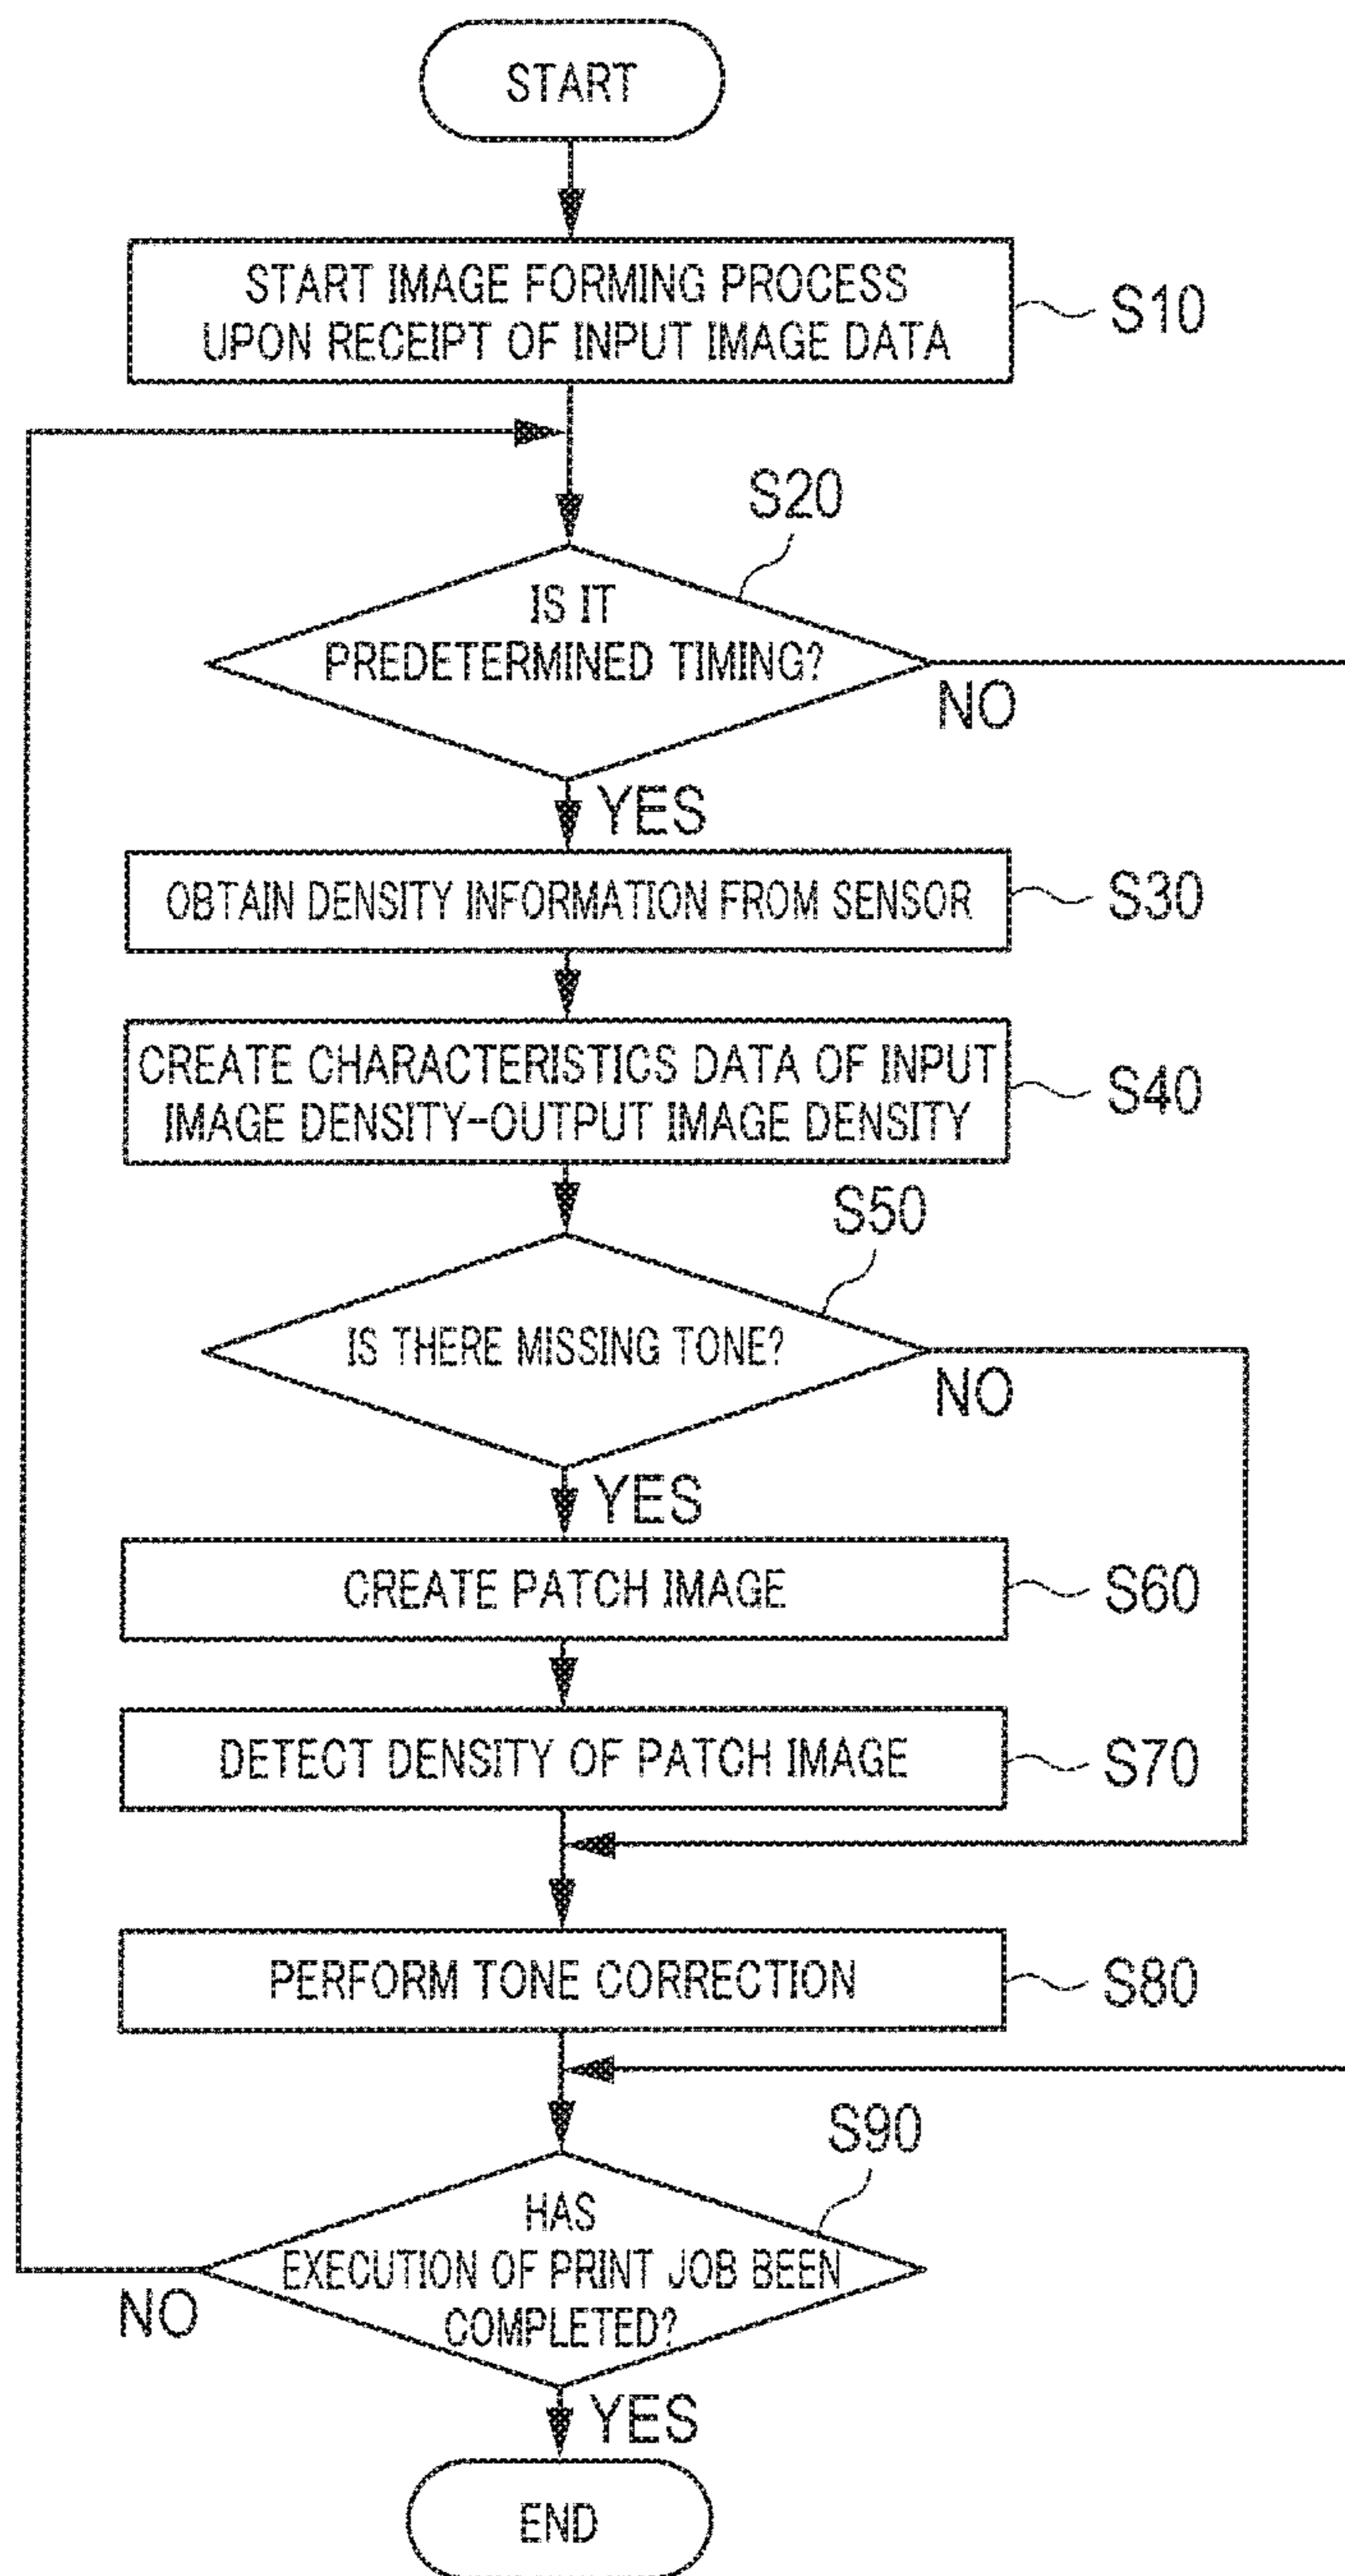 START
START IMAGE FORMING PROCESS
UPON RECEIPT OF INPUT IMAGE DATA
S10
S20
IS IT
PREDETERMINED TIMING?
NO
YES
OBTAIN DENSITY INFORMATION FROM SENSOR
S30
CREATE CHARACTERISTICS DATA OF INPUT
IMAGE DENSITY-OUTPUT IMAGE DENSITY
S40
S50
IS THERE MISSING TONE?
NO
YES
CREATE PATCH IMAGE
S60
DETECT DENSITY OF PATCH IMAGE
S70
PERFORM TONE CORRECTION
S80
S90
HAS
EXECUTION OF PRINT JOB BEEN
COMPLETED?
NO
YES
END